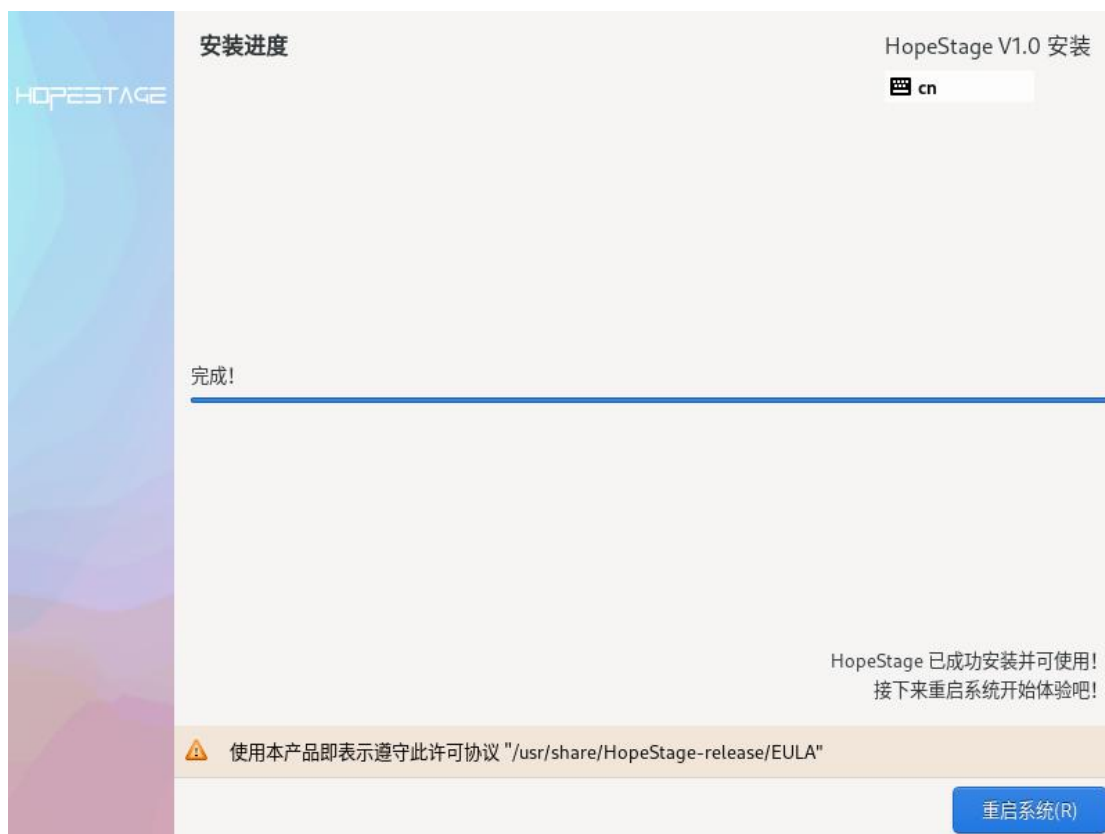 HOPESTAGE
安装进度
HopeStage V1.0 安装
cn
完成!
HopeStage 已成功安装并可使用!
接下来重启系统开始体验吧!
使用本产品即表示遵守此许可协议 "/usr/share/HopeStage-release/EULA"
重启系统(R)